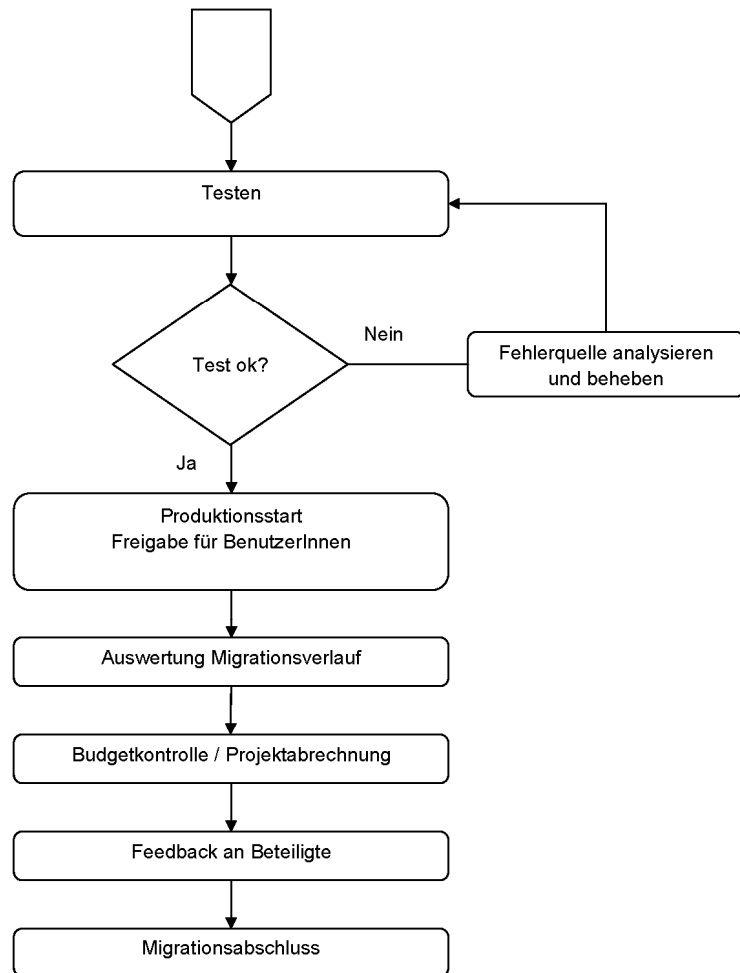 Testen
Nein
Test ok?
Fehlerquelle analysieren
und beheben
Ja
Produktionsstart
Freigabe für BenutzerInnen
Auswertung Migrationsverlauf
Budgetkontrolle / Projektabrechnung
Feedback an Beteiligte
Migrationsabschluss